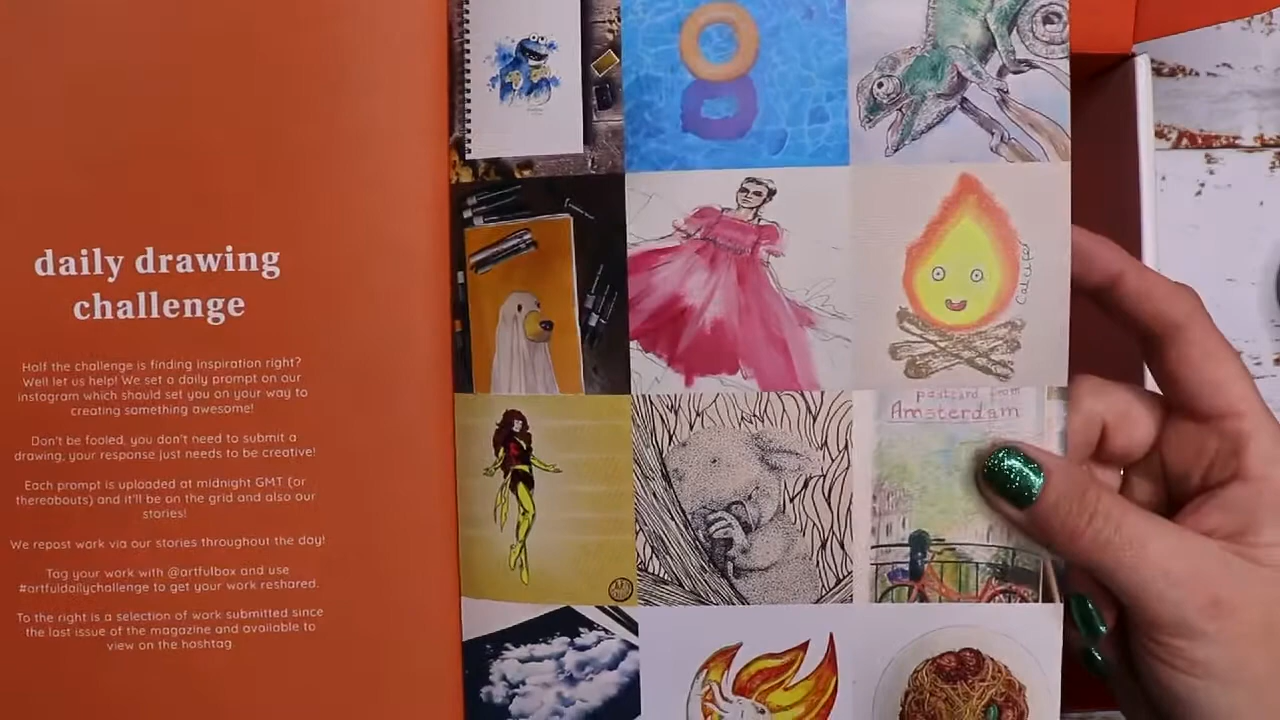 daily drawing
challenge
Half the challenge is finding inspiration right?
Well let us help! We set a daily prompt on our
instagram which should set you on your way to
creating something awesome!
Don't be fooled, you don't need to submit a
drawing, your response just needs to be creative!
Each prompt is uploaded at midnight GMT (or
thereabouts) and it'll be on the grid and also our
stories!
We repost work via our stories throughout the day!
Tag your work with @artfulbox and use
#artfuldailychallenge to get your work reshared.
To the right is a selection of work submitted since
the last issue of the magazine and available to
view on the hashtag
postcard from
Amsterdam